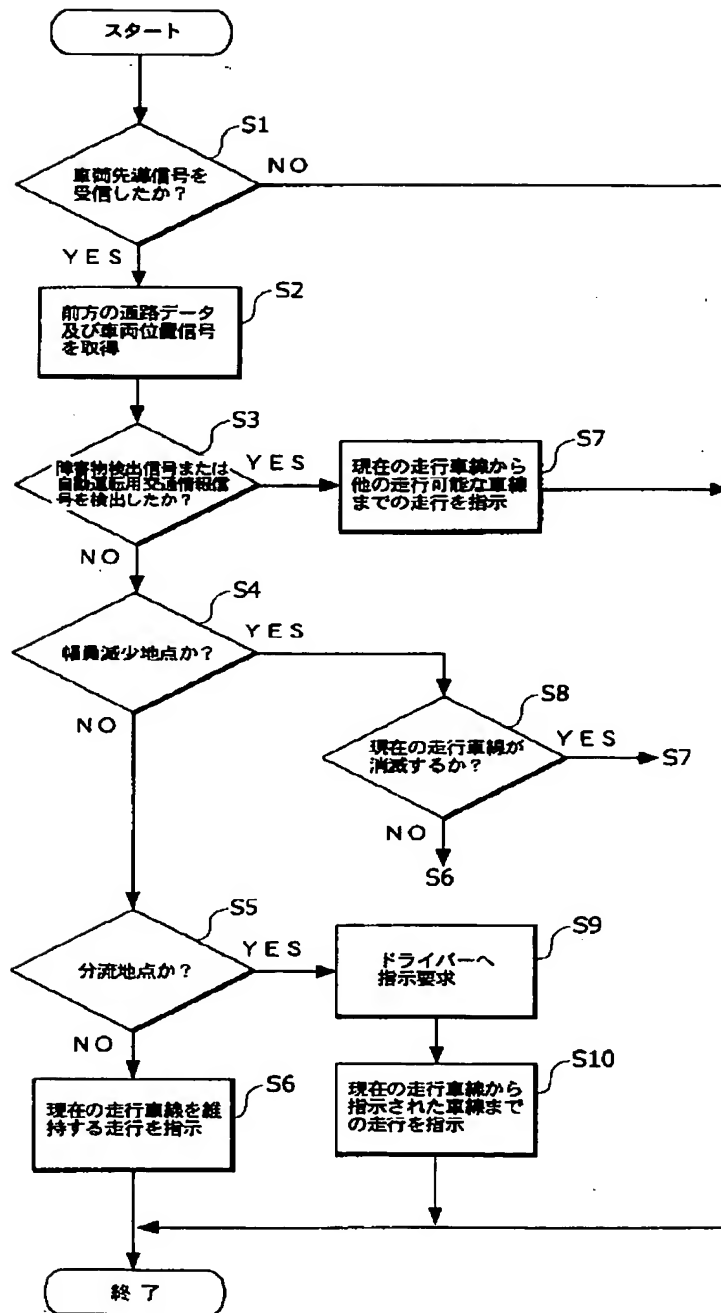 スタート
S1
車両先導信号を
受信したか？
NO
YES
S2
前方の道路データ
及び車両位置信号
を取得
S3
障害物検出信号または
自動運転用交通情報信
号を検出したか？
YES
NO
S7
現在の走行車線から
他の走行可能な車線
までの走行を指示
S4
幅員減少地点か？
YES
NO
S8
現在の走行車線が
消滅するか？
YES
S7
NO
S6
S5
分流地点か？
YES
NO
S9
ドライバーへ
指示要求
S6
現在の走行車線を維
持する走行を指示
S10
現在の走行車線から
指示された車線まで
の走行を指示
終了